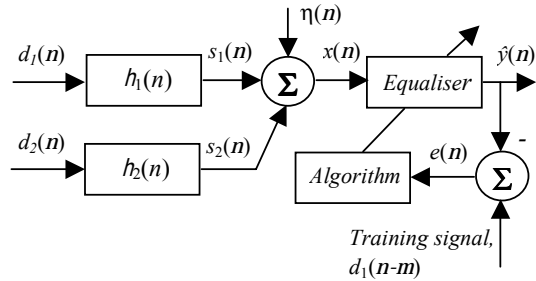 η(n)
d₁(n)
h₁(n)
s₁(n)
Σ
x(n)
Equaliser
ŷ(n)
d₂(n)
h₂(n)
s₂(n)
Algorithm
e(n)
-
Σ
Training signal,
d₁(n-m)